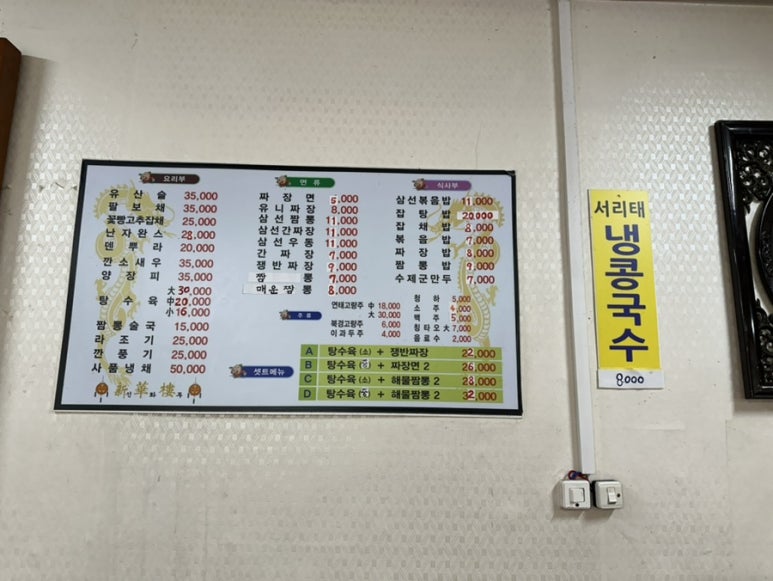 요리부
유산슬 35,000
팔보채 35,000
꽃빵고추잡채 25,000
난자완스 28,000
덴뿌라 20,000
깐소새우 35,000
양장피 35,000
탕수육 大 30,000
中 20,000
小 16,000
짬뽕술국 15,000
라조기 25,000
깐풍기 25,000
사품냉채 50,000
新신 華화 樓루
면류
짜장면 6,000
유니짜장 8,000
삼선짬뽕 11,000
삼선간짜장 11,000
삼선우동 11,000
간짜장 7,000
쟁반짜장 9,000
뽕 7,000
매운짬뽕 8,000
식사부
삼선볶음밥 11,000
잡탕밥 20,000
잡채밥 8,000
볶음밥 7,000
짜장밥 8,000
짬뽕밥 9,000
수제군만두 7,000
주류
연태고량주 中 18,000
大 30,000
북경고량주 6,000
이과두주 4,000
청하 5,000
소주 4,000
맥주 5,000
칭타오 大 7,000
음료수 2,000
셋트메뉴
A 탕수육 (소) + 쟁반짜장 22,000
B 탕수육 + 짜장면 2 26,000
C 탕수육 (소) + 해물짬뽕 2 28,000
D 탕수육 + 해물짬뽕 2 32,000
서리태
냉콩국수
8000